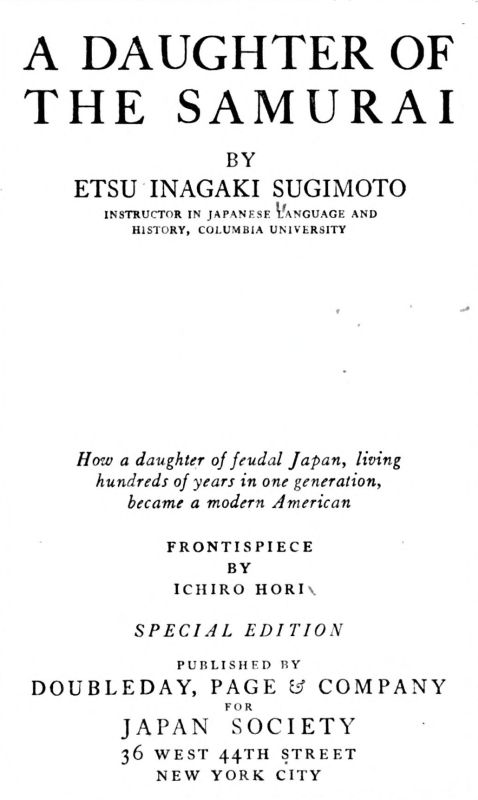 A DAUGHTER OF
THE SAMURAI
BY
ETSU INAGAKI SUGIMOTO
INSTRUCTOR IN JAPANESE LANGUAGE AND
HISTORY, COLUMBIA UNIVERSITY
How a daughter of feudal Japan, living
hundreds of years in one generation,
became a modern American
FRONTISPIECE
BY
ICHIRO HORI
SPECIAL EDITION
PUBLISHED BY
DOUBLEDAY, PAGE & COMPANY
FOR
JAPAN SOCIETY
36 WEST 44TH STREET
NEW YORK CITY